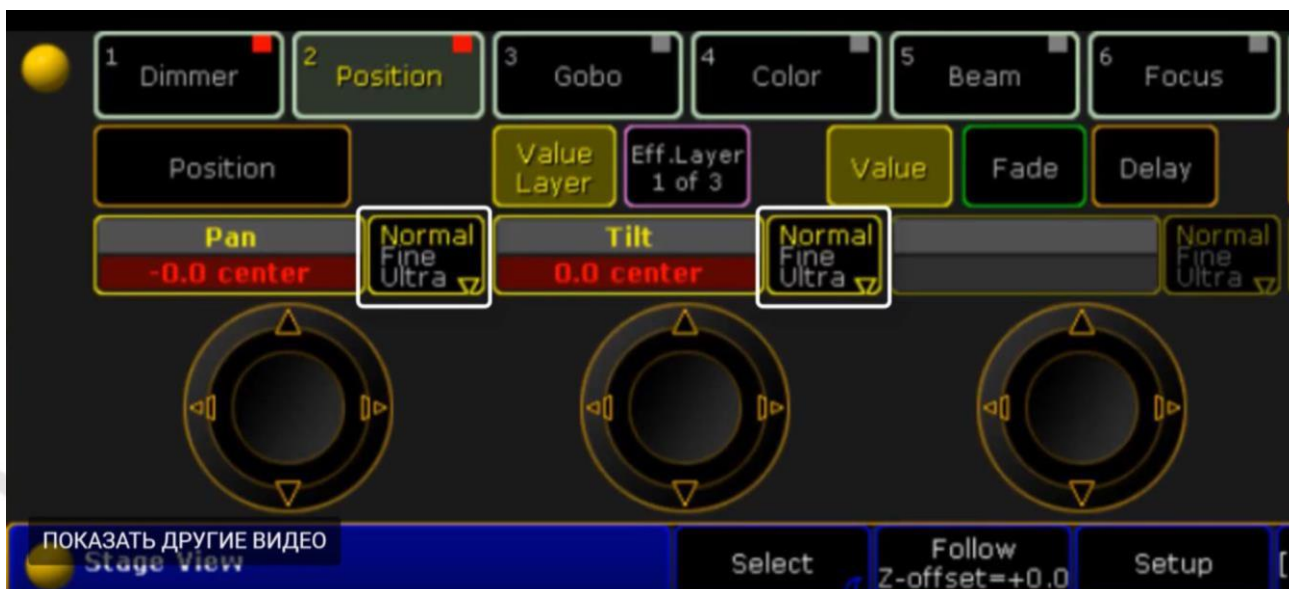 1 Dimmer
2 Position
3 Gobo
4 Color
5 Beam
6 Focus
Position
Value
Layer
Eff.Layer
1 of 3
Value
Fade
Delay
Pan
-0.0 center
Normal
Fine
Ultra
Tilt
0.0 center
Normal
Fine
Ultra
Normal
Fine
Ultra
ПОКАЗАТЬ ДРУГИЕ ВИДЕО
Stage View
Select
Follow
Z-offset=+0.0
Setup
[